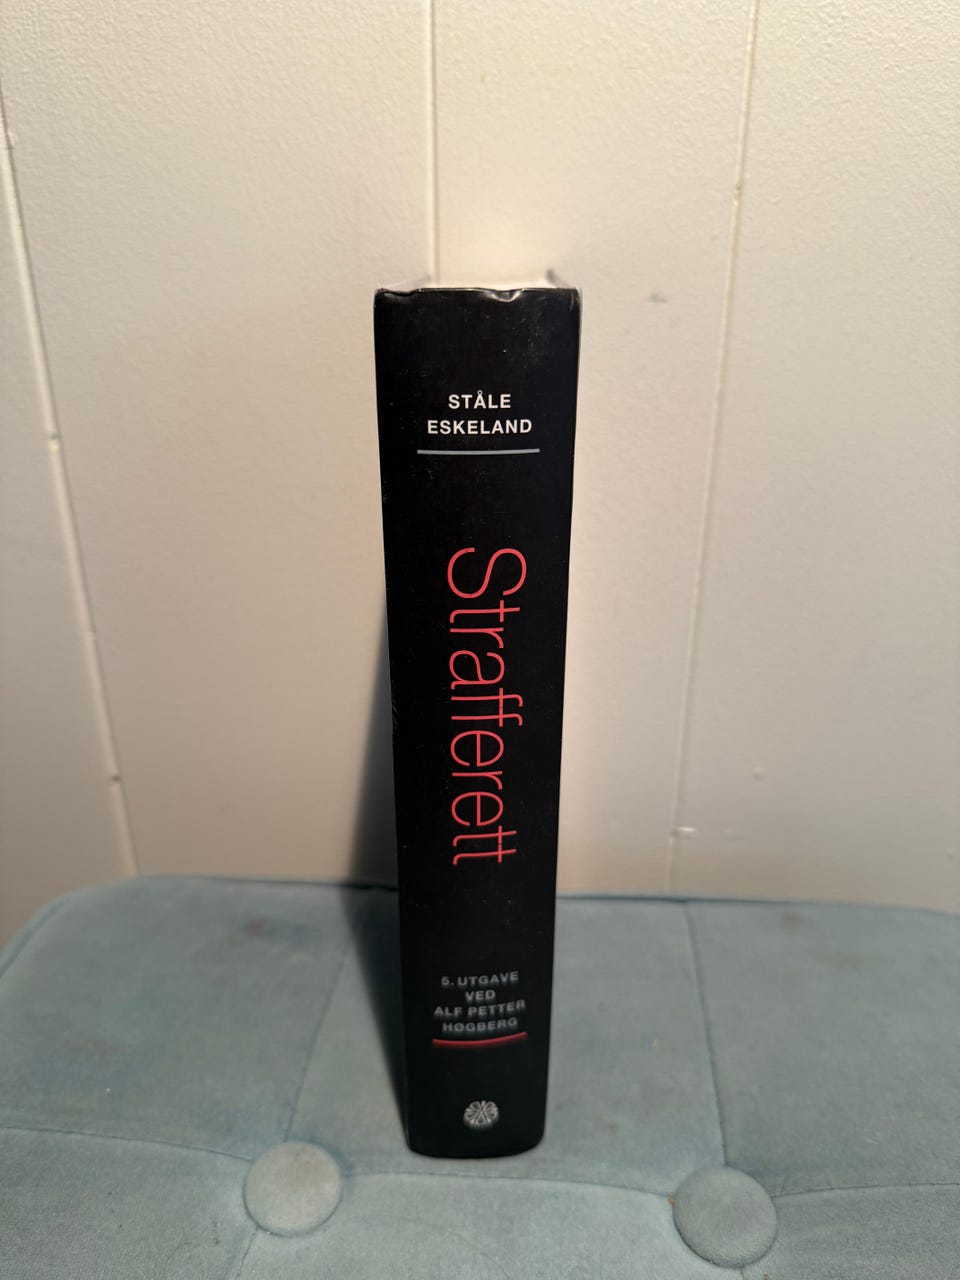 STÅLE
ESKELAND
Strafferett
5. UTGAVE
VED
ALF PETTER
HØGBERG